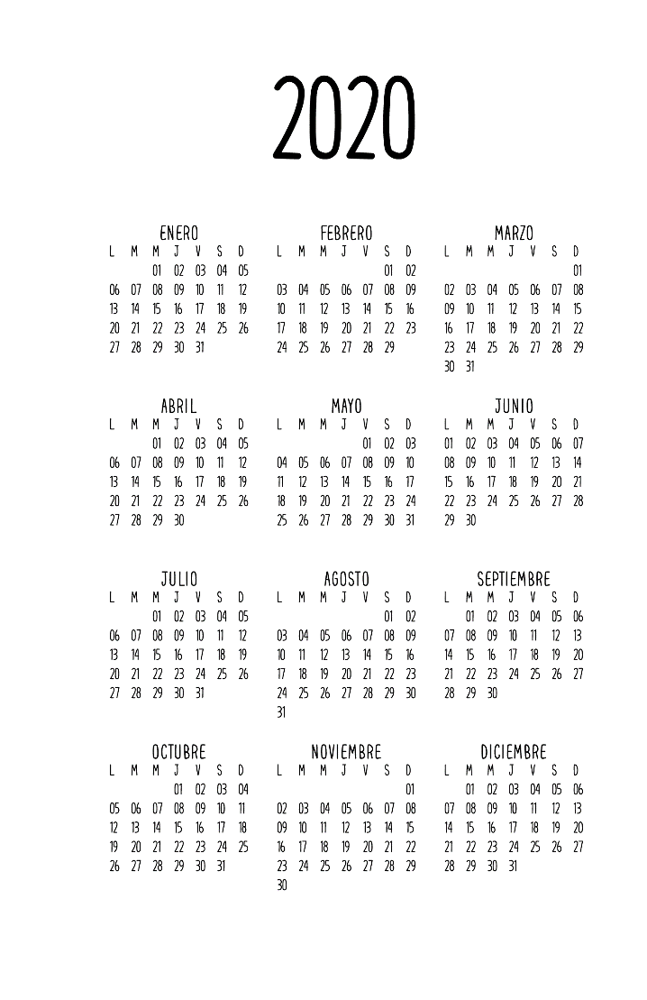 2020
ENERO
L M M J V S D
01 02 03 04 05
06 07 08 09 10 11 12
13 14 15 16 17 18 19
20 21 22 23 24 25 26
27 28 29 30 31
FEBRERO
L M M J V S D
01 02
03 04 05 06 07 08 09
10 11 12 13 14 15 16
17 18 19 20 21 22 23
24 25 26 27 28 29
MARZO
L M M J V S D
01
02 03 04 05 06 07 08
09 10 11 12 13 14 15
16 17 18 19 20 21 22
23 24 25 26 27 28 29
30 31
ABRIL
L M M J V S D
01 02 03 04 05
06 07 08 09 10 11 12
13 14 15 16 17 18 19
20 21 22 23 24 25 26
27 28 29 30
MAYO
L M M J V S D
01 02 03
04 05 06 07 08 09 10
11 12 13 14 15 16 17
18 19 20 21 22 23 24
25 26 27 28 29 30 31
JUNIO
L M M J V S D
01 02 03 04 05 06 07
08 09 10 11 12 13 14
15 16 17 18 19 20 21
22 23 24 25 26 27 28
29 30
JULIO
L M M J V S D
01 02 03 04 05
06 07 08 09 10 11 12
13 14 15 16 17 18 19
20 21 22 23 24 25 26
27 28 29 30 31
AGOSTO
L M M J V S D
01 02
03 04 05 06 07 08 09
10 11 12 13 14 15 16
17 18 19 20 21 22 23
24 25 26 27 28 29 30
31
SEPTIEMBRE
L M M J V S D
01 02 03 04 05 06
07 08 09 10 11 12 13
14 15 16 17 18 19 20
21 22 23 24 25 26 27
28 29 30
OCTUBRE
L M M J V S D
01 02 03 04
05 06 07 08 09 10 11
12 13 14 15 16 17 18
19 20 21 22 23 24 25
26 27 28 29 30 31
NOVIEMBRE
L M M J V S D
01
02 03 04 05 06 07 08
09 10 11 12 13 14 15
16 17 18 19 20 21 22
23 24 25 26 27 28 29
30
DICIEMBRE
L M M J V S D
01 02 03 04 05 06
07 08 09 10 11 12 13
14 15 16 17 18 19 20
21 22 23 24 25 26 27
28 29 30 31